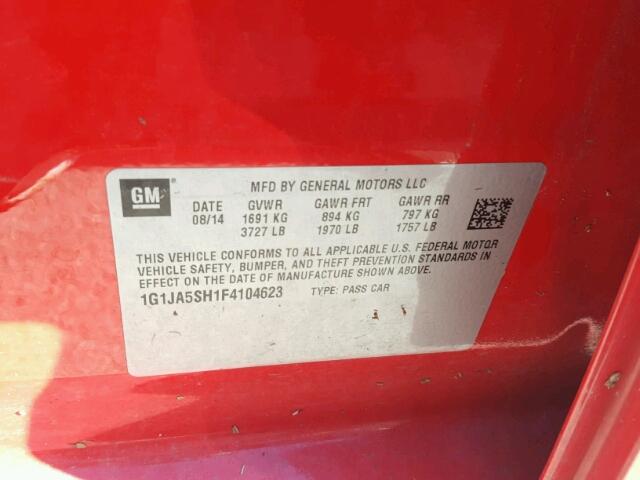 GM
MFD BY GENERAL MOTORS LLC
DATE GVWR GAWR FRT GAWR RR
08/14 1691 KG 894 KG 797 KG
3727 LB 1970 LB 1757 LB
THIS VEHICLE CONFORMS TO ALL APPLICABLE U.S. FEDERAL MOTOR
VEHICLE SAFETY, BUMPER, AND THEFT PREVENTION STANDARDS IN
EFFECT ON THE DATE OF MANUFACTURE SHOWN ABOVE.
1G1JA5SH1F4104623 TYPE: PASS CAR